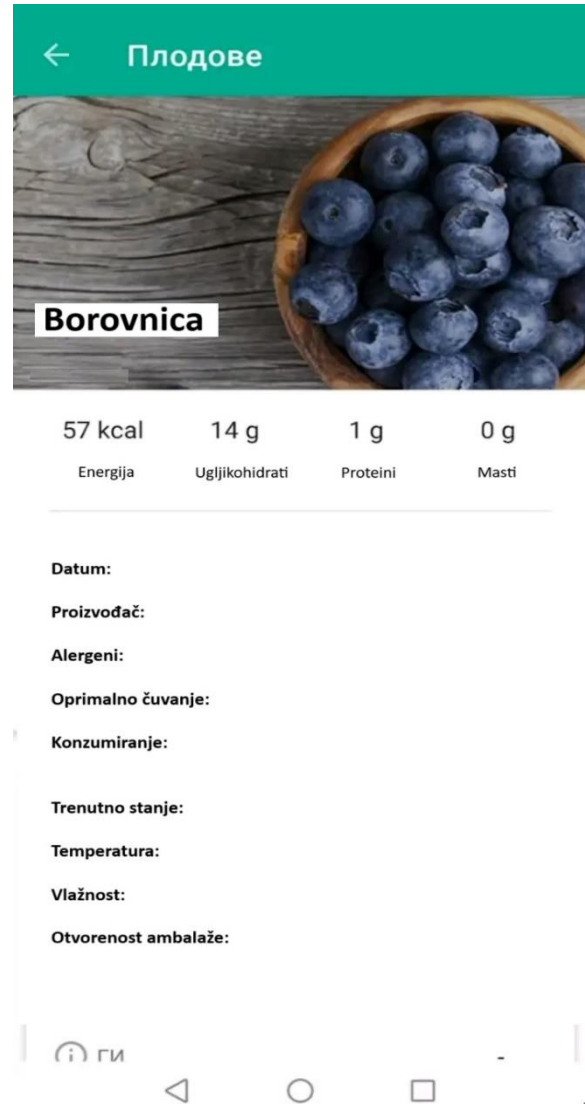 Плодове
Borovnica
57 kcal 14 g 1 g 0 g
Energija Ugljikohidrati Proteini Masti
Datum:
Proizvođač:
Alergeni:
Oprimalno čuvanje:
Konzumiranje:
Trenutno stanje:
Temperatura:
Vlažnost:
Otvorenost ambalaže:
ГИ -